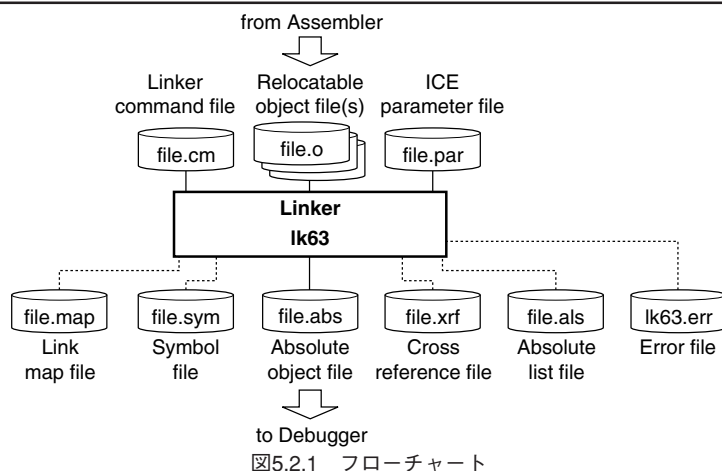 from Assembler
Linker
command file
Relocatable
object file(s)
ICE
parameter file
file.cm
file.o
file.par
Linker
lk63
file.map
file.sym
file.abs
file.xrf
file.als
lk63.err
Link
map file
Symbol
file
Absolute
object file
Cross
reference file
Absolute
list file
Error file
to Debugger
図5.2.1 フローチャート